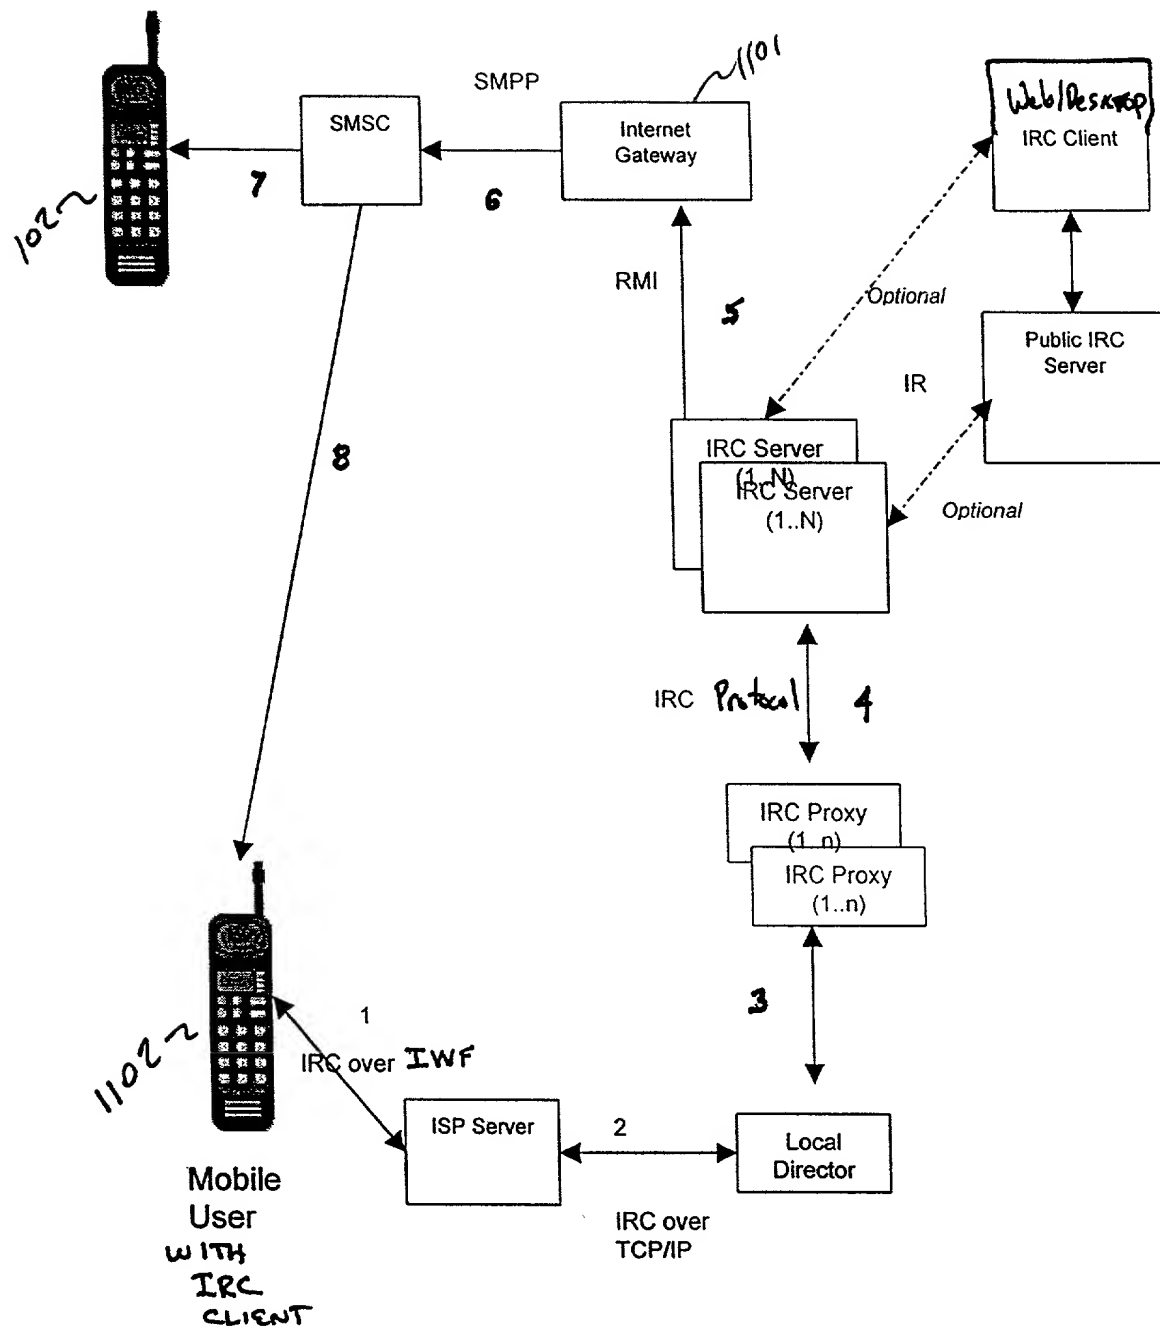 1101
SMPP
Web/Desktop
IRC Client
SMSC
Internet
Gateway
7
6
102
RMI
5
Optional
Public IRC
Server
IR
8
IRC Server
(1..N)
IRC Server
(1..N)
Optional
IRC Protocol
4
IRC Proxy
(1..n)
IRC Proxy
(1..n)
3
1
IRC over IWF
1102
ISP Server
2
Local
Director
Mobile
User
WITH
IRC
CLIENT
IRC over
TCP/IP